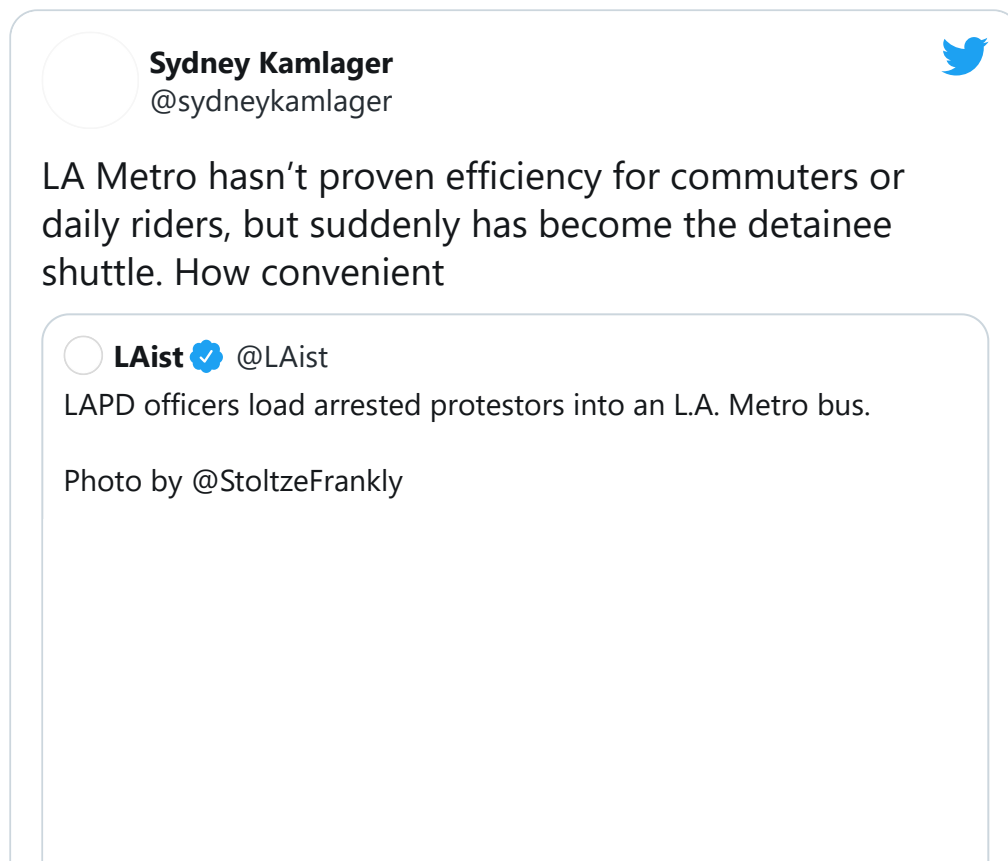 Sydney Kamlager
@sydneykamlager
LA Metro hasn’t proven efficiency for commuters or
daily riders, but suddenly has become the detainee
shuttle. How convenient
LAist @LAist
LAPD officers load arrested protestors into an L.A. Metro bus.
Photo by @StoltzeFrankly